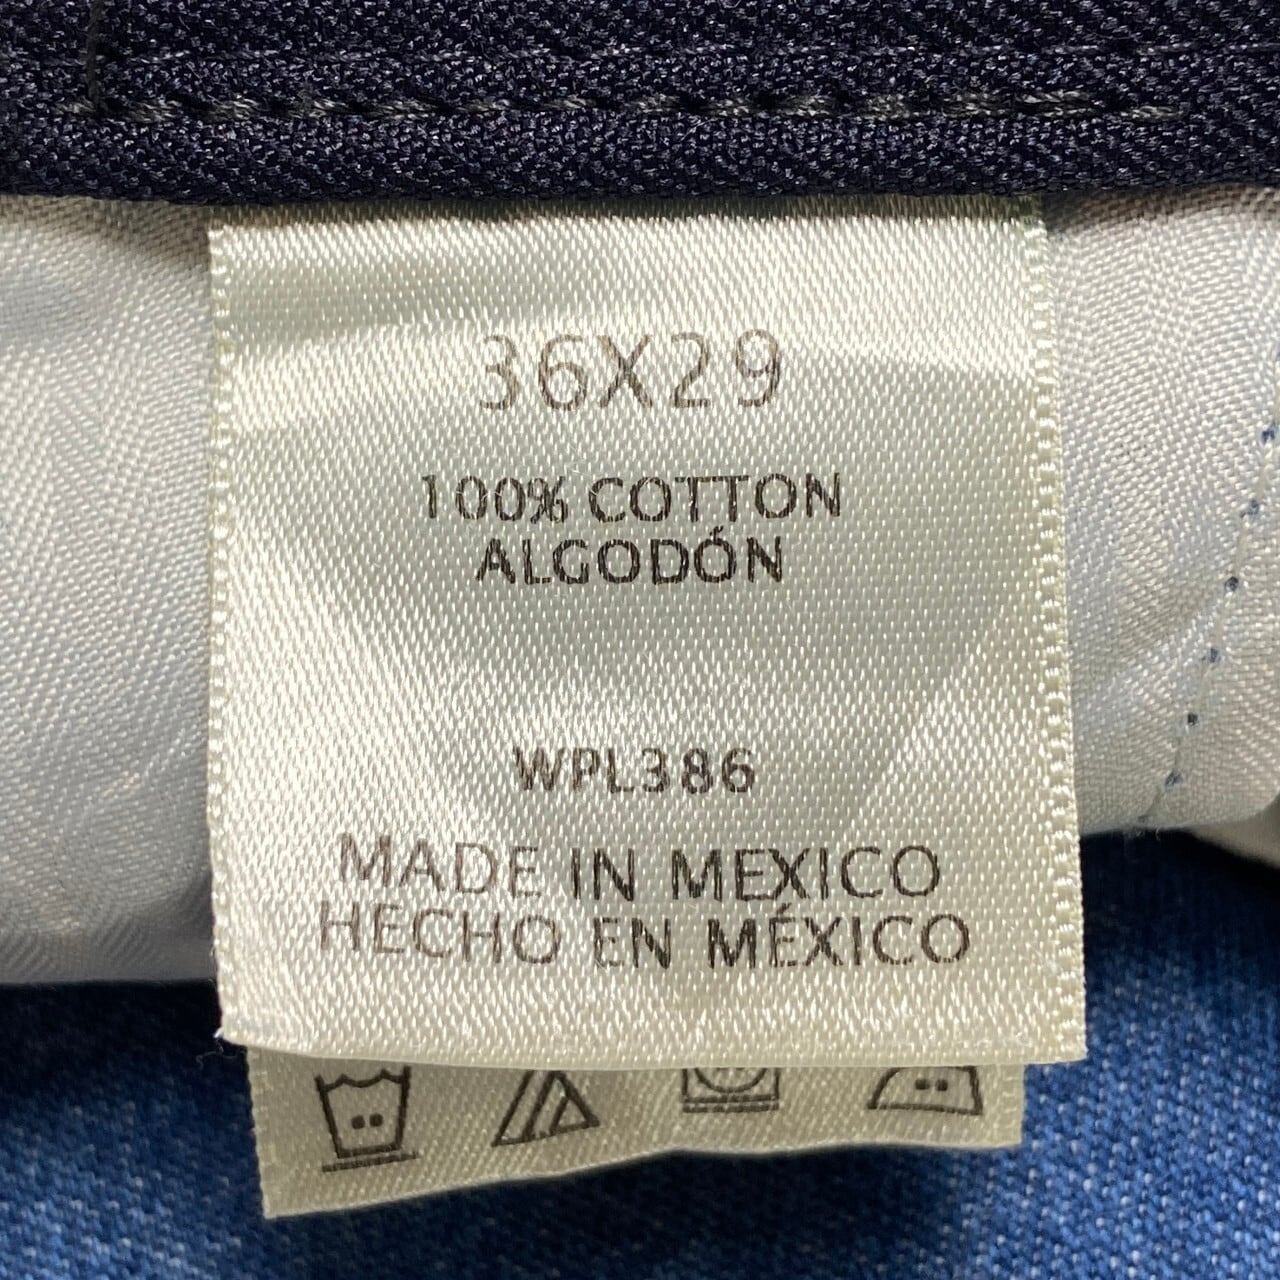 36X29
100% COTTON
ALGODÓN
WPL386
MADE IN MEXICO
HECHO EN MÉXICO